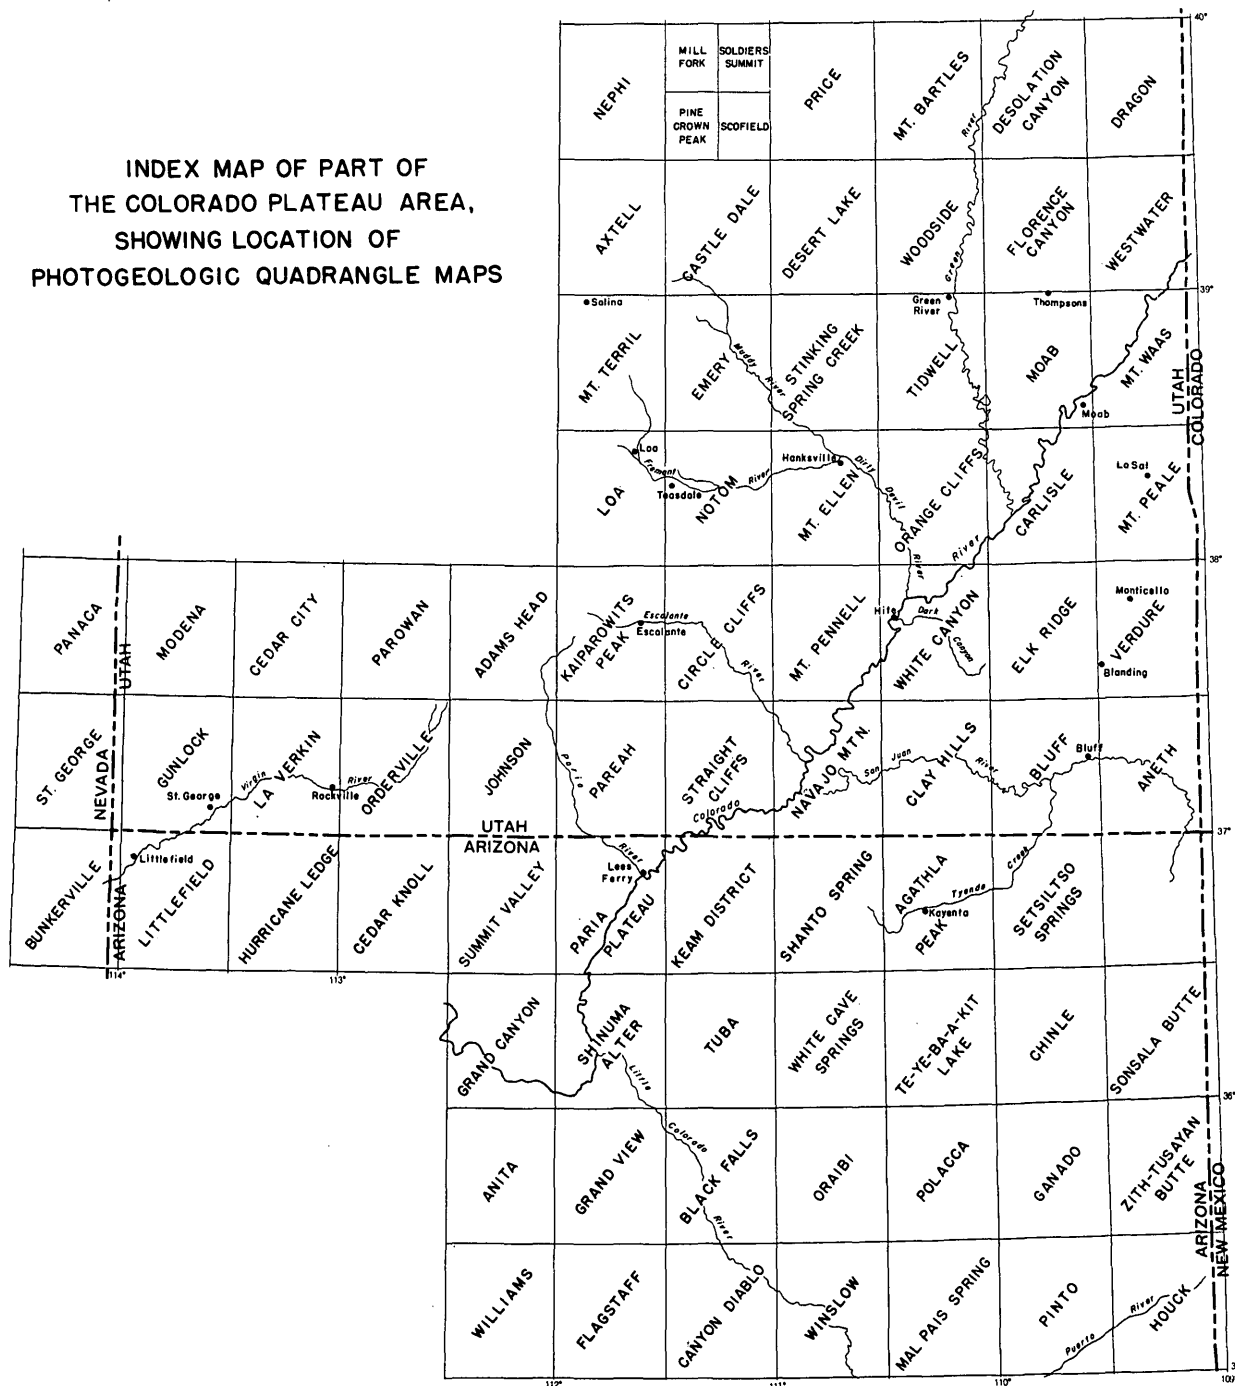 INDEX MAP OF PART OF
THE COLORADO PLATEAU AREA,
SHOWING LOCATION OF
PHOTOGEOLOGIC QUADRANGLE MAPS
40°
NEPHI
MILL
FORK
SOLDIERS
SUMMIT
PINE
CROWN
PEAK
SCOFIELD
PRICE
MT. BARTLES
River
DESOLATION
CANYON
DRAGON
AXTELL
CASTLE DALE
DESERT LAKE
WOODSIDE
Green
FLORENCE
CANYON
WESTWATER
39°
Salina
Green
River
Thompsons
MT. TERRIL
EMERY
Muddy
River
STINKING
SPRING CREEK
TIDWELL
MOAB
Moab
MT. WAAS
UTAH
COLORADO
LOA
Loa
Fremont
Teasdale
NOTOM
River
Hanksville
MT. ELLEN
Dirty
Devil
River
ORANGE CLIFFS
River
CARLISLE
LaSal
MT. PEALE
38°
PANACA
UTAH
MODENA
CEDAR CITY
PAROWAN
ADAMS HEAD
KAIPAROWITS
PEAK
Escalante
Escalante
CIRCLE CLIFFS
River
MT. PENNELL
Hite
Dark
Canyon
WHITE CANYON
ELK RIDGE
Monticello
VERDURE
Blanding
ST. GEORGE
NEVADA
GUNLOCK
St. George
Virgin
LA VERKIN
Rockville
River
ORDERVILLE
JOHNSON
Paria
PAREAH
STRAIGHT
CLIFFS
Colorado
NAVAJO MTN.
San Juan
River
CLAY HILLS
BLUFF
Bluff
ANETH
UTAH
ARIZONA
37°
BUNKERVILLE
ARIZONA
Littlefield
LITTLEFIELD
HURRICANE LEDGE
CEDAR KNOLL
SUMMIT VALLEY
River
Lees
Ferry
PARIA
PLATEAU
KEAM DISTRICT
SHANTO SPRING
AGATHLA
PEAK
Kayenta
Tyende
Creek
SETSILTSO
SPRINGS
114°
113°
GRAND CANYON
SHINUMA
ALTER
Little
TUBA
WHITE CAVE
SPRINGS
TE-YE-BA-A-KIT
LAKE
CHINLE
SONSALA BUTTE
36°
ANITA
GRAND VIEW
Colorado
River
BLACK FALLS
ORAIBI
POLACCA
GANADO
ZITH-TUSAYAN
BUTTE
ARIZONA
NEW MEXICO
WILLIAMS
FLAGSTAFF
CANYON DIABLO
WINSLOW
MAL PAIS SPRING
PINTO
Puerto
River
HOUCK
112°
111°
110°